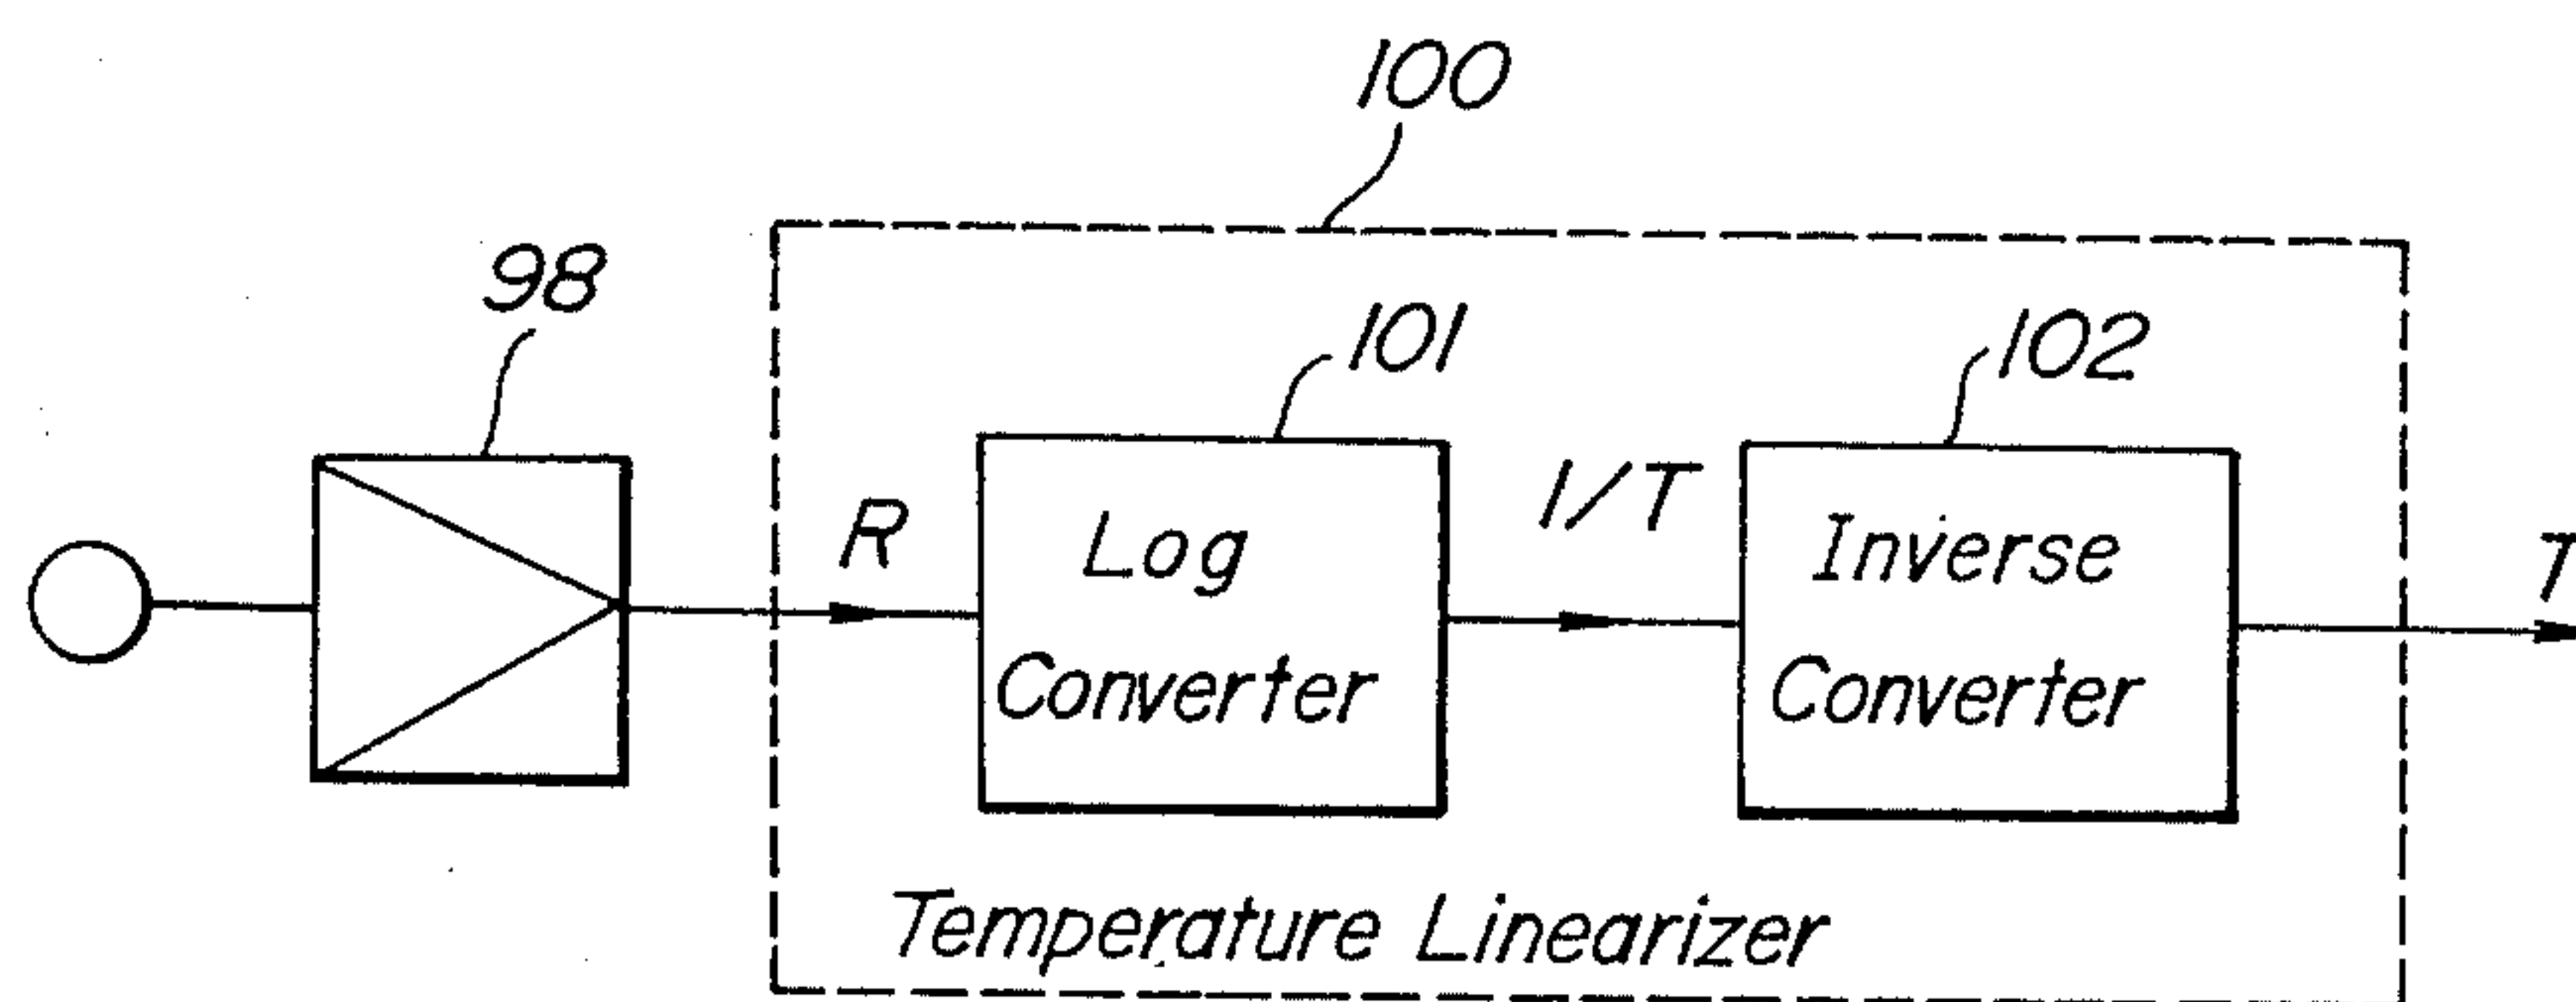 100
98
101
102
R
Log
Converter
1/T
Inverse
Converter
T
Temperature Linearizer